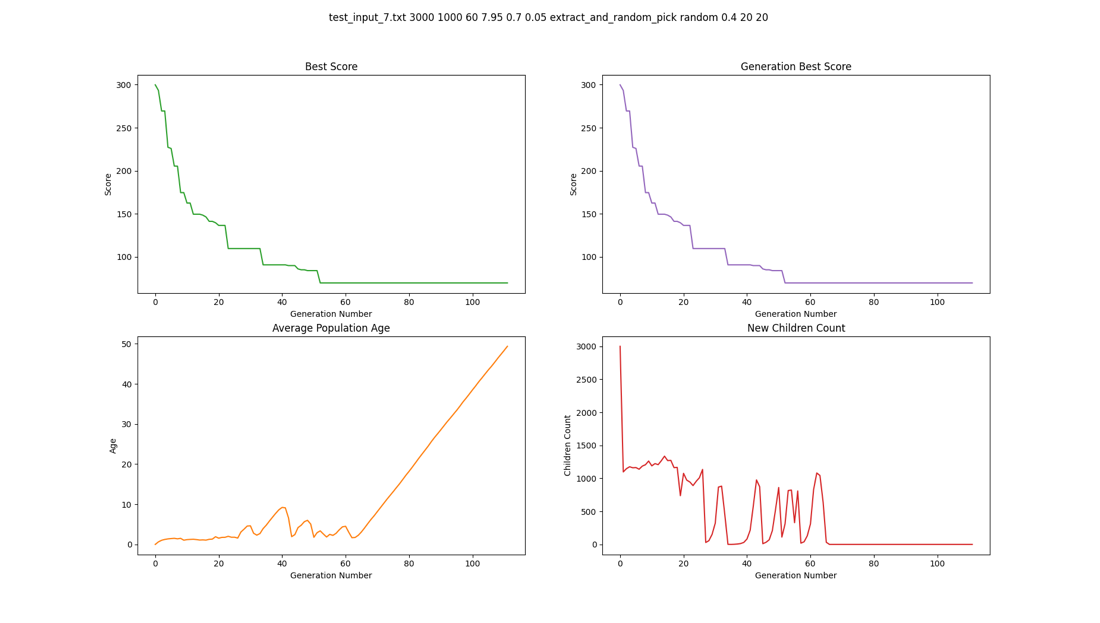 test_input_7.txt 3000 1000 60 7.95 0.7 0.05 extract_and_random_pick random 0.4 20 20
Best Score
300
250
200
150
100
Score
0 20 40 60 80 100
Generation Number
Generation Best Score
300
250
200
150
100
Score
0 20 40 60 80 100
Generation Number
Average Population Age
50
40
30
20
10
0
Age
0 20 40 60 80 100
Generation Number
New Children Count
3000
2500
2000
1500
1000
500
0
Children Count
0 20 40 60 80 100
Generation Number